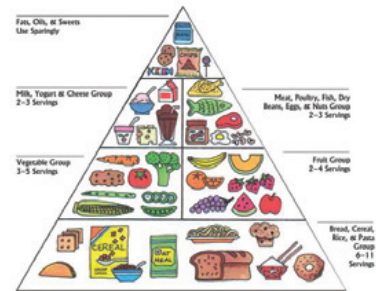 Fats, Oils, & Sweets
Use Sparingly
Milk, Yogurt & Cheese Group
2–3 Servings
Meat, Poultry, Fish, Dry
Beans, Eggs, & Nuts Group
2–3 Servings
Vegetable Group
3–5 Servings
Fruit Group
2–4 Servings
CEREAL
OAT
MEAL
Bread, Cereal,
Rice, & Pasta
Group
6–11
Servings